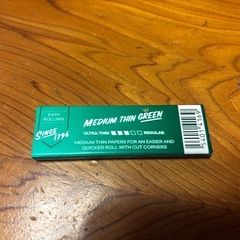 EASY
ROLLING
SINCE
1796
MEDIUM THIN GREEN
ULTRA THIN
REGULAR
MEDIUM THIN PAPERS FOR AN EASIER AND
QUICKER ROLL WITH CUT CORNERS